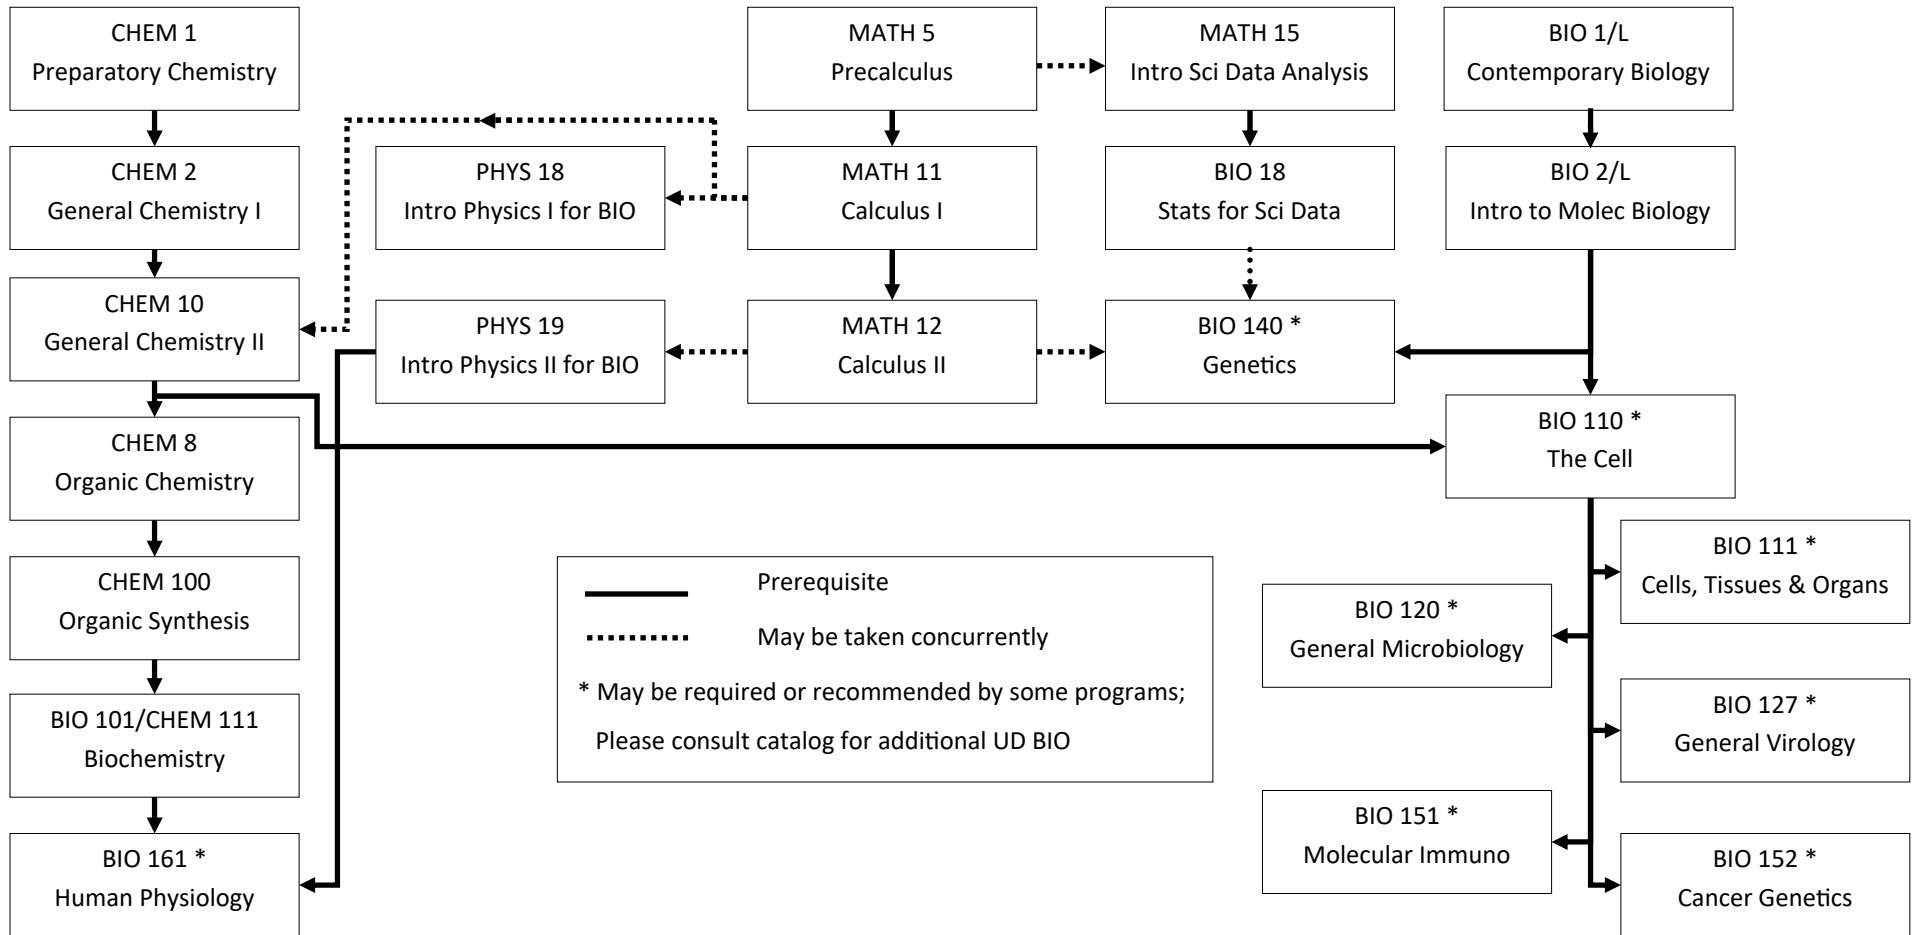 CHEM 1
Preparatory Chemistry
MATH 5
Precalculus
MATH 15
Intro Sci Data Analysis
BIO 1/L
Contemporary Biology
CHEM 2
General Chemistry I
PHYS 18
Intro Physics I for BIO
MATH 11
Calculus I
BIO 18
Stats for Sci Data
BIO 2/L
Intro to Molec Biology
CHEM 10
General Chemistry II
PHYS 19
Intro Physics II for BIO
MATH 12
Calculus II
BIO 140 *
Genetics
BIO 110 *
The Cell
CHEM 8
Organic Chemistry
CHEM 100
Organic Synthesis
BIO 101/CHEM 111
Biochemistry
BIO 161 *
Human Physiology
Prerequisite
May be taken concurrently
* May be required or recommended by some programs;
Please consult catalog for additional UD BIO
BIO 111 *
Cells, Tissues & Organs
BIO 120 *
General Microbiology
BIO 127 *
General Virology
BIO 151 *
Molecular Immuno
BIO 152 *
Cancer Genetics